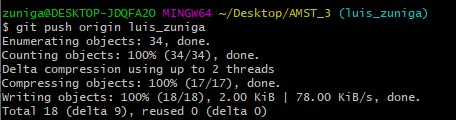 zuniga@DESKTOP-JDQFA2O MINGW64 ~/Desktop/AMST_3 (luis_zuniga)
$ git push origin luis_zuniga
Enumerating objects: 34, done.
Counting objects: 100% (34/34), done.
Delta compression using up to 2 threads
Compressing objects: 100% (17/17), done.
Writing objects: 100% (18/18), 2.00 KiB | 78.00 KiB/s, done.
Total 18 (delta 9), reused 0 (delta 0)